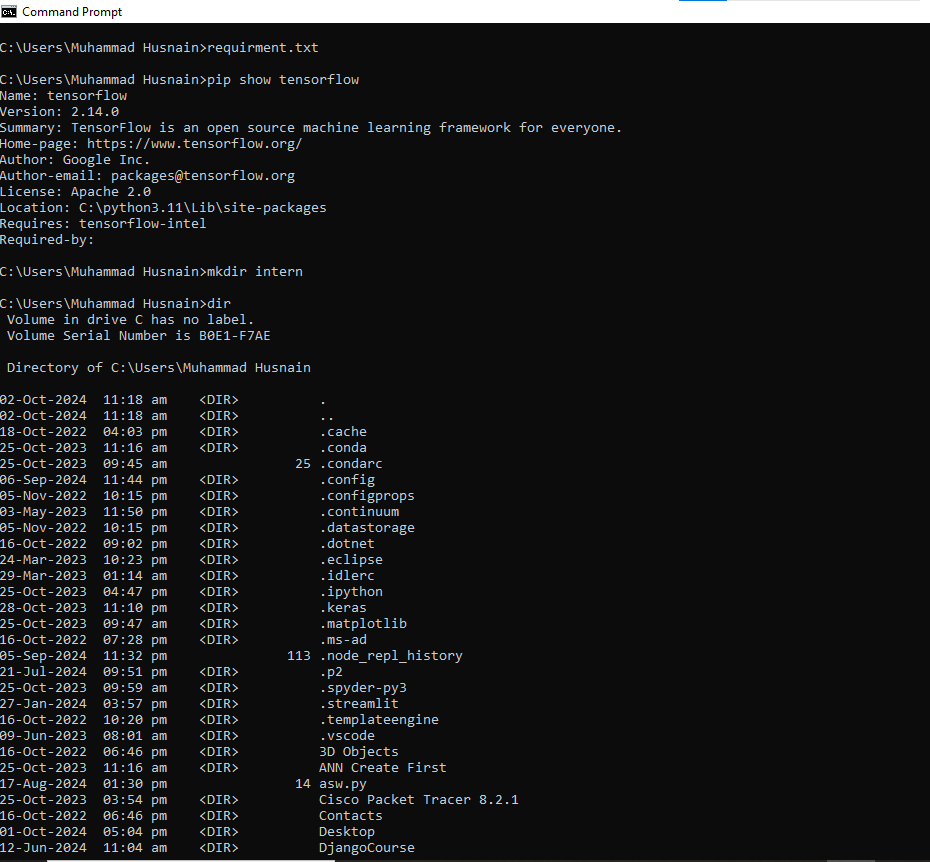 Command Prompt
C:\Users\Muhammad Husnain>requirment.txt
C:\Users\Muhammad Husnain>pip show tensorflow
Name: tensorflow
Version: 2.14.0
Summary: TensorFlow is an open source machine learning framework for everyone.
Home-page: https://www.tensorflow.org/
Author: Google Inc.
Author-email: packages@tensorflow.org
License: Apache 2.0
Location: C:\python3.11\Lib\site-packages
Requires: tensorflow-intel
Required-by:
C:\Users\Muhammad Husnain>mkdir intern
C:\Users\Muhammad Husnain>dir
Volume in drive C has no label.
Volume Serial Number is B0E1-F7AE
Directory of C:\Users\Muhammad Husnain
02-Oct-2024 11:18 am <DIR> .
02-Oct-2024 11:18 am <DIR> ..
18-Oct-2022 04:03 pm <DIR> .cache
25-Oct-2023 11:16 am <DIR> .conda
25-Oct-2023 09:45 am 25 .condarc
06-Sep-2024 11:44 pm <DIR> .config
05-Nov-2022 10:15 pm <DIR> .configprops
03-May-2023 11:50 pm <DIR> .continuum
05-Nov-2022 10:15 pm <DIR> .datastorage
16-Oct-2022 09:02 pm <DIR> .dotnet
24-Mar-2023 10:23 pm <DIR> .eclipse
29-Mar-2023 01:14 am <DIR> .idlerc
25-Oct-2023 04:47 pm <DIR> .ipython
28-Oct-2023 11:10 pm <DIR> .keras
25-Oct-2023 09:47 am <DIR> .matplotlib
16-Oct-2022 07:28 pm <DIR> .ms-ad
05-Sep-2024 11:32 pm 113 .node_repl_history
21-Jul-2024 09:51 pm <DIR> .p2
25-Oct-2023 09:59 am <DIR> .spyder-py3
27-Jan-2024 03:57 pm <DIR> .streamlit
16-Oct-2022 10:20 pm <DIR> .templateengine
09-Jun-2023 08:01 am <DIR> .vscode
16-Oct-2022 06:46 pm <DIR> 3D Objects
25-Oct-2023 11:16 am <DIR> ANN Create First
17-Aug-2024 01:30 pm 14 asw.py
25-Oct-2023 03:54 pm <DIR> Cisco Packet Tracer 8.2.1
16-Oct-2022 06:46 pm <DIR> Contacts
01-Oct-2024 05:04 pm <DIR> Desktop
12-Jun-2024 11:04 am <DIR> DjangoCourse